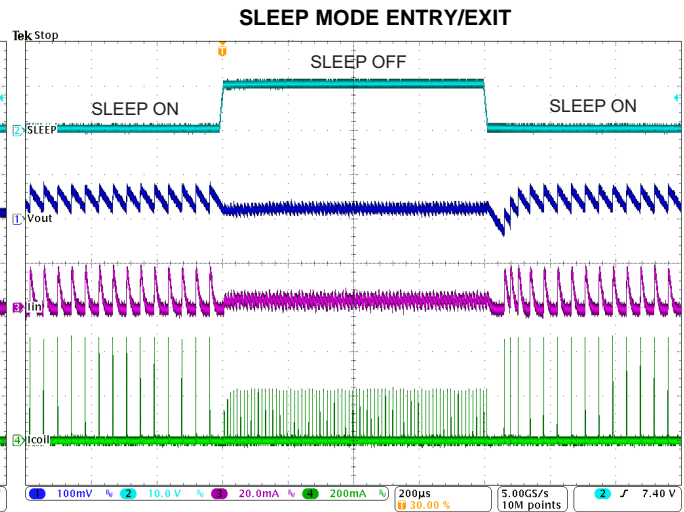 SLEEP MODE ENTRY/EXIT
Tek Stop
T
SLEEP OFF
SLEEP ON
SLEEP ON
2 SLEEP
1 Vout
3 Iin
4 Icoil
1 100mV 2 10.0 V 3 20.0mA 4 200mA 200µs 5.00GS/s 2 7.40 V
T 30.00 % 10M points